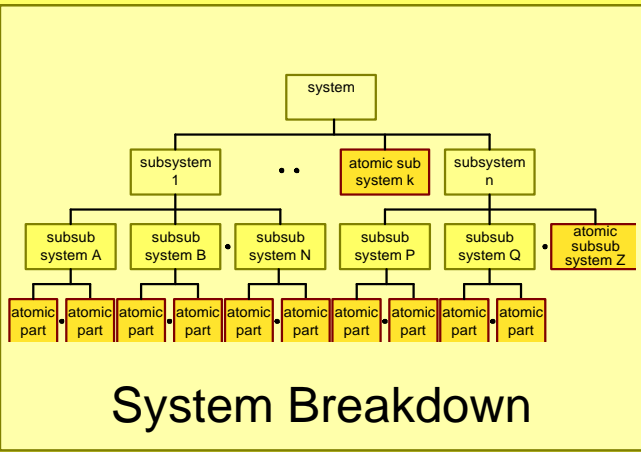 system
subsystem
1
atomic sub
system k
subsystem
n
subsub
system A
subsub
system B
subsub
system N
subsub
system P
subsub
system Q
atomic
subsub
system Z
atomic
part
atomic
part
atomic
part
atomic
part
atomic
part
atomic
part
atomic
part
atomic
part
atomic
part
atomic
part
System Breakdown